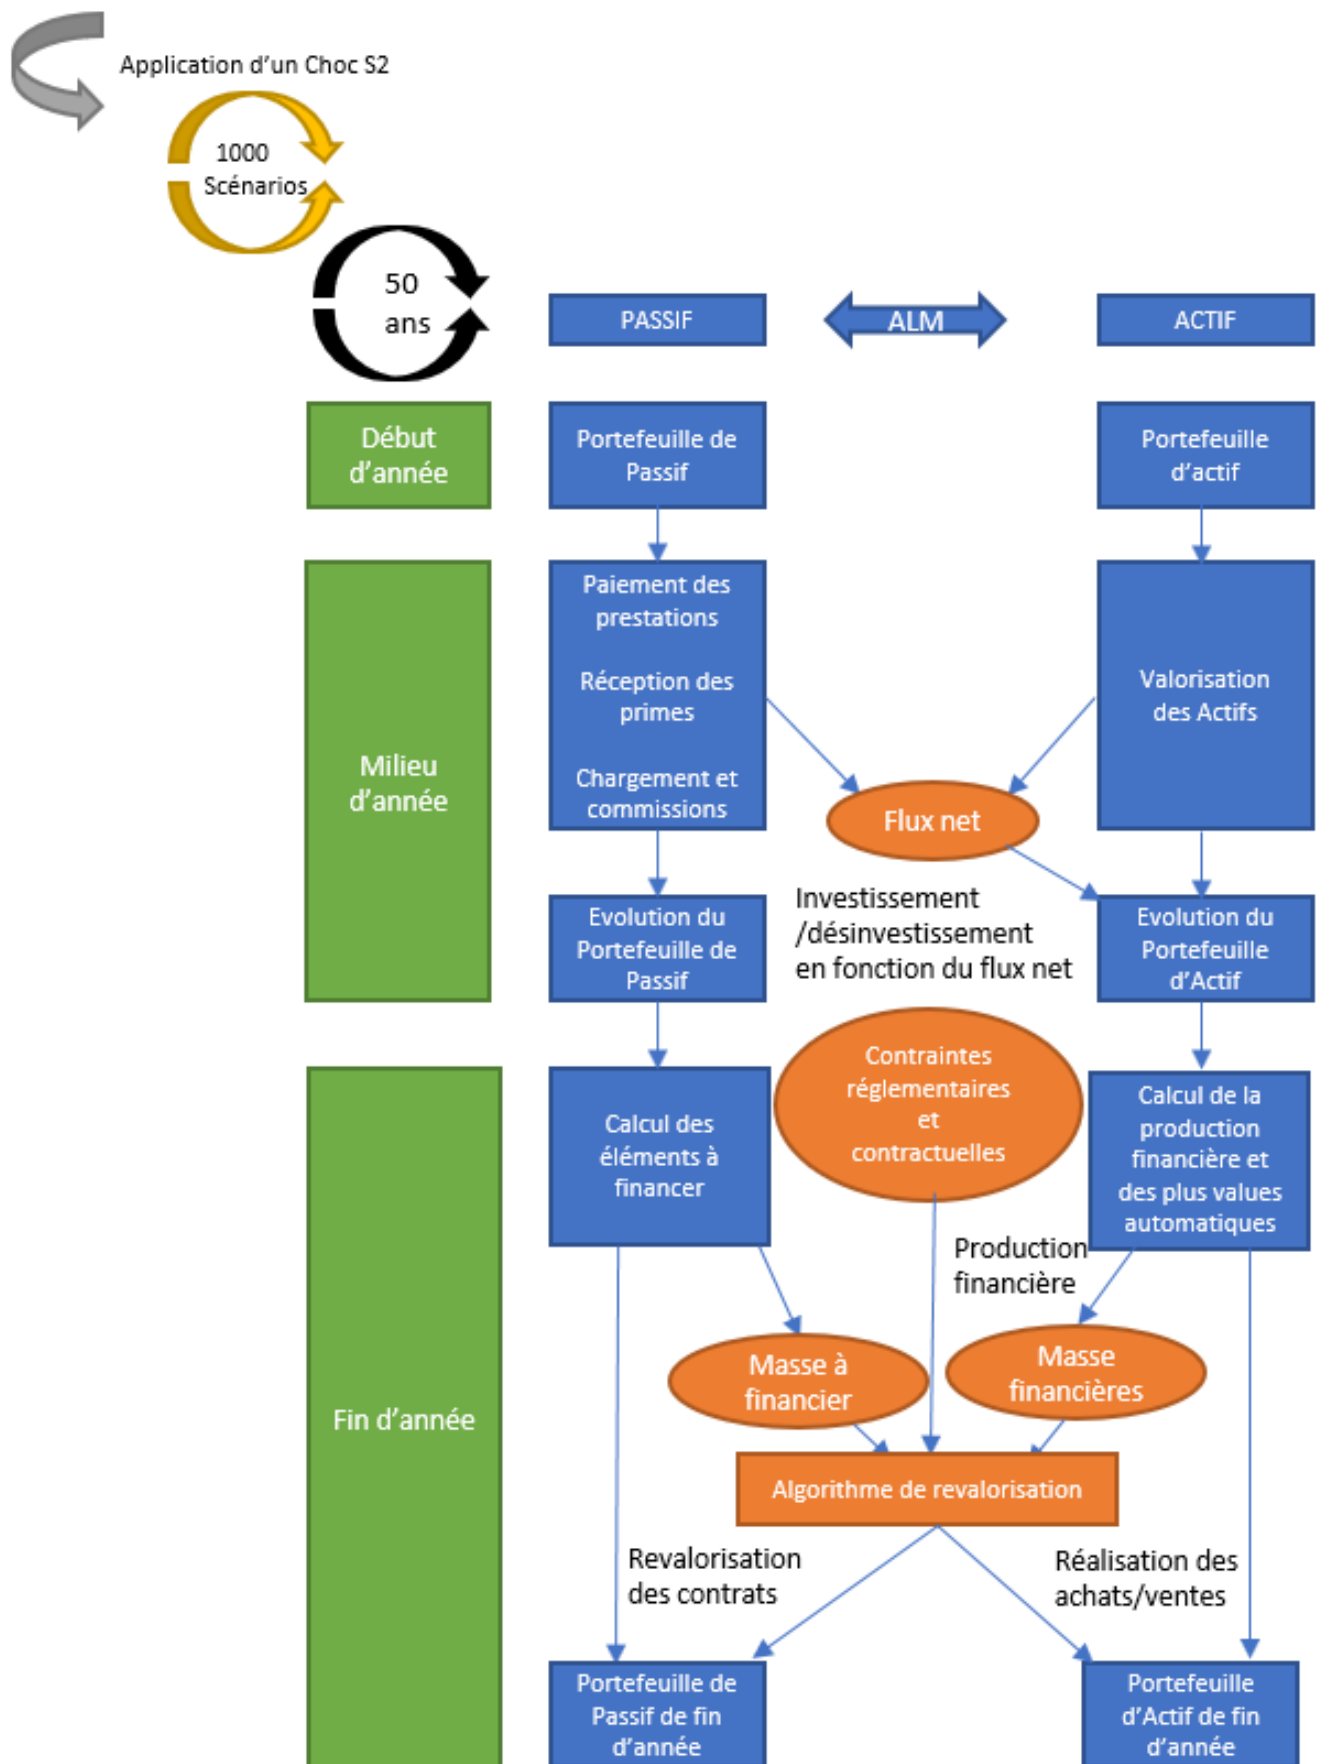 Application d'un Choc S2
1000
Scénarios
50
ans
PASSIF
ALM
ACTIF
Début
d'année
Portefeuille de
Passif
Portefeuille
d'actif
Milieu
d'année
Paiement des
prestations
Réception des
primes
Chargement et
commissions
Valorisation
des Actifs
Flux net
Evolution du
Portefeuille de
Passif
Investissement
/désinvestissement
en fonction du flux net
Evolution du
Portefeuille
d'Actif
Fin d'année
Calcul des
éléments à
financer
Contraintes
réglementaires
et
contractuelles
Calcul de la
production
financière et
des plus values
automatiques
Production
financière
Masse à
financier
Masse
financières
Algorithme de revalorisation
Revalorisation
des contrats
Réalisation des
achats/ventes
Portefeuille de
Passif de fin
d'année
Portefeuille
d'Actif de fin
d'année